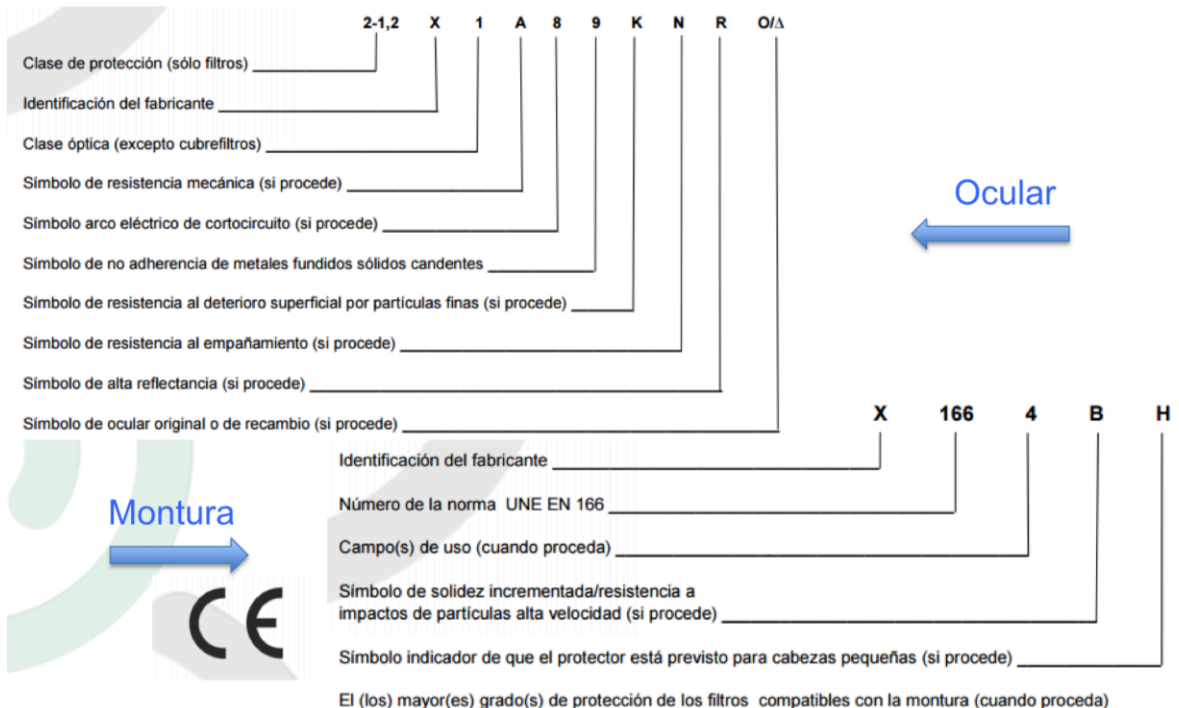 2-1,2 X 1 A 8 9 K N R O/Δ
Clase de protección (sólo filtros)
Identificación del fabricante
Clase óptica (excepto cubrefiltros)
Símbolo de resistencia mecánica (si procede)
Símbolo arco eléctrico de cortocircuito (si procede)
Símbolo de no adherencia de metales fundidos sólidos candentes
Símbolo de resistencia al deterioro superficial por partículas finas (si procede)
Símbolo de resistencia al empañamiento (si procede)
Símbolo de alta reflectancia (si procede)
Símbolo de ocular original o de recambio (si procede)
Ocular
X 166 4 B H
Identificación del fabricante
Número de la norma UNE EN 166
Campo(s) de uso (cuando proceda)
Símbolo de solidez incrementada/resistencia a
impactos de partículas alta velocidad (si procede)
Símbolo indicador de que el protector está previsto para cabezas pequeñas (si procede)
El (los) mayor(es) grado(s) de protección de los filtros compatibles con la montura (cuando proceda)
Montura
CE